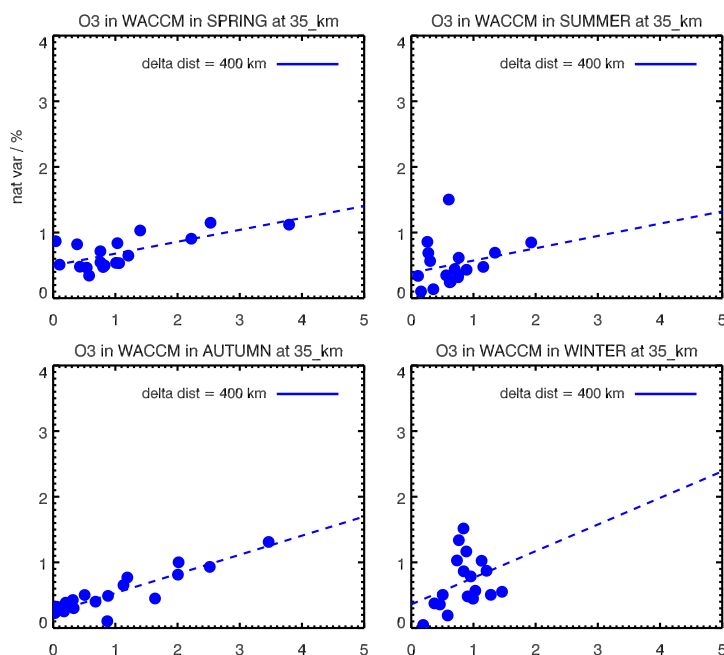 O3 in WACCM in SPRING at 35_km
4
3
2
1
0
nat var / %
delta dist = 400 km
0 1 2 3 4 5
O3 in WACCM in SUMMER at 35_km
4
3
2
1
0
delta dist = 400 km
0 1 2 3 4 5
O3 in WACCM in AUTUMN at 35_km
4
3
2
1
0
delta dist = 400 km
0 1 2 3 4 5
O3 in WACCM in WINTER at 35_km
4
3
2
1
0
delta dist = 400 km
0 1 2 3 4 5